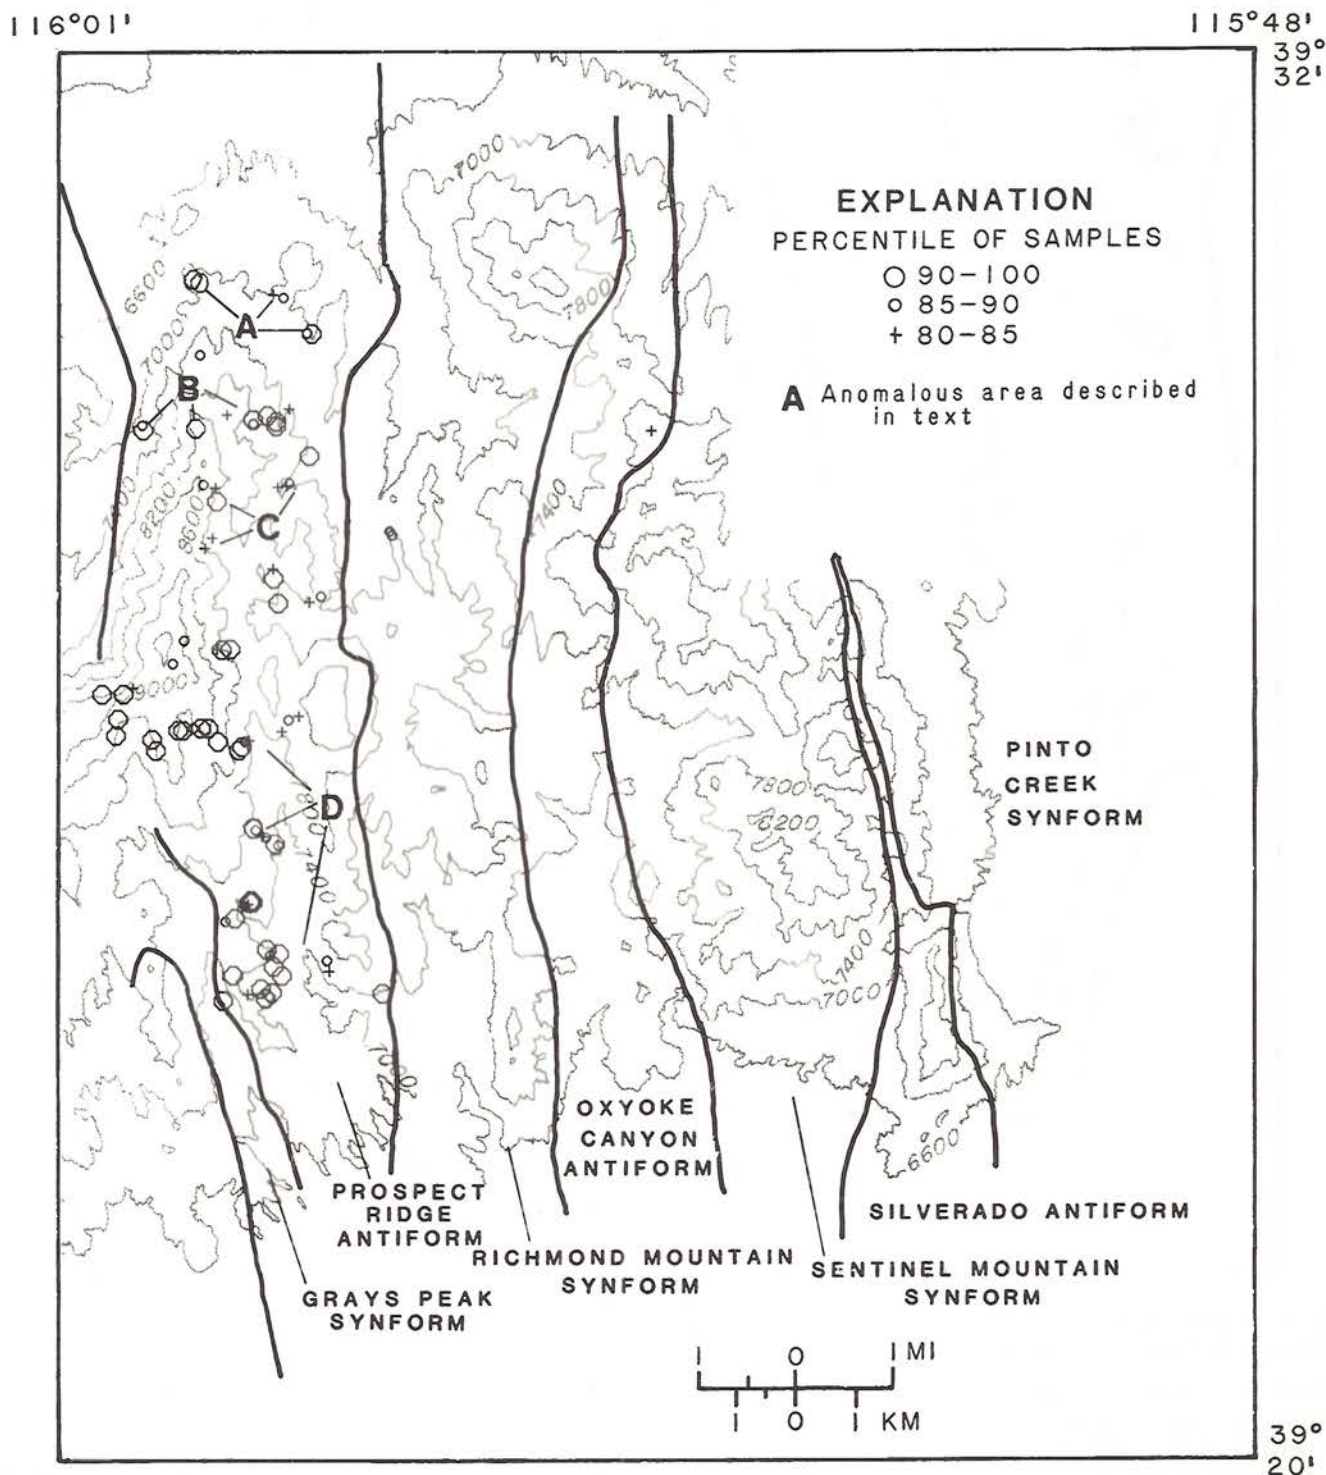 116°01'
115°48'
39°
32'
EXPLANATION
PERCENTILE OF SAMPLES
90-100
85-90
80-85
A Anomalous area described
in text
7000
6600
7800
A
7000
B
7400
8200
8600
C
7400
9000
PINTO
CREEK
SYNFORM
7800
8200
D
7400
7000
OXYOKE
CANYON
ANTIFORM
6600
PROSPECT
RIDGE
ANTIFORM
SILVERADO ANTIFORM
RICHMOND MOUNTAIN
SYNFORM
SENTINEL MOUNTAIN
SYNFORM
GRAYS PEAK
SYNFORM
1 0 1 MI
1 0 1 KM
39°
20'